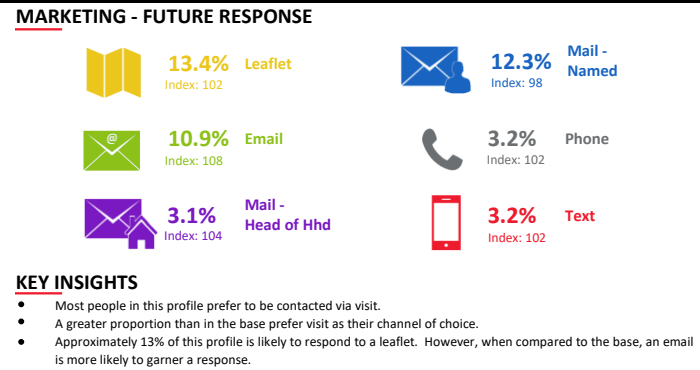 MARKETING - FUTURE RESPONSE
13.4% Leaflet
Index: 102
12.3% Mail -
Named
Index: 98
@
10.9% Email
Index: 108
3.2% Phone
Index: 102
3.1% Mail -
Head of Hhd
Index: 104
3.2% Text
Index: 102
KEY INSIGHTS
• Most people in this profile prefer to be contacted via visit.
• A greater proportion than in the base prefer visit as their channel of choice.
• Approximately 13% of this profile is likely to respond to a leaflet. However, when compared to the base, an email
is more likely to garner a response.